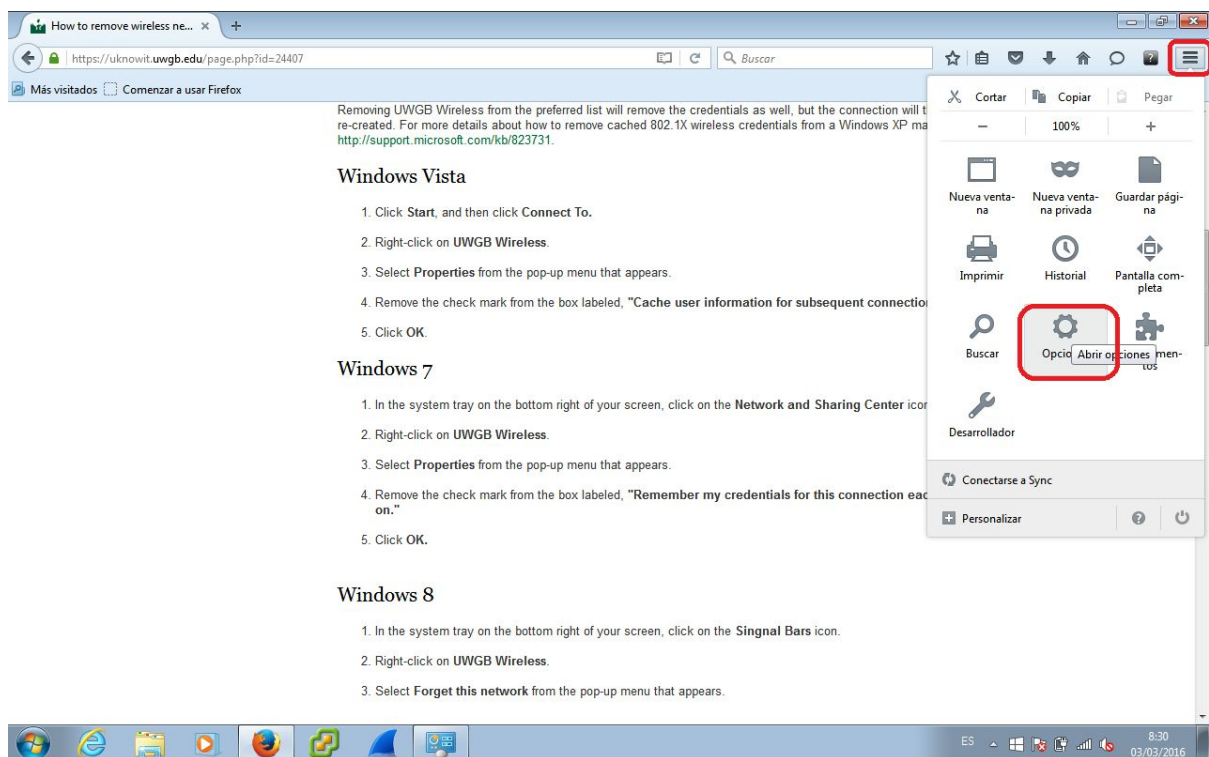 How to remove wireless ne...
https://uknowit.uwgb.edu/page.php?id=24407
Buscar
Más visitados
Comenzar a usar Firefox
Removing UWGB Wireless from the preferred list will remove the credentials as well, but the connection will t
re-created. For more details about how to remove cached 802.1X wireless credentials from a Windows XP ma
http://support.microsoft.com/kb/823731.
Windows Vista
1. Click Start, and then click Connect To.
2. Right-click on UWGB Wireless.
3. Select Properties from the pop-up menu that appears.
4. Remove the check mark from the box labeled, "Cache user information for subsequent connectio
5. Click OK.
Windows 7
1. In the system tray on the bottom right of your screen, click on the Network and Sharing Center icor
2. Right-click on UWGB Wireless.
3. Select Properties from the pop-up menu that appears.
4. Remove the check mark from the box labeled, "Remember my credentials for this connection eac
on."
5. Click OK.
Windows 8
1. In the system tray on the bottom right of your screen, click on the Singnal Bars icon.
2. Right-click on UWGB Wireless.
3. Select Forget this network from the pop-up menu that appears.
Cortar
Copiar
Pegar
100%
Nueva venta-
na
Nueva venta-
na privada
Guardar pági-
na
Imprimir
Historial
Pantalla com-
pleta
Buscar
Opcio
Abrir opciones
men-
tos
Desarrollador
Conectarse a Sync
Personalizar
ES
8:30
03/03/2016